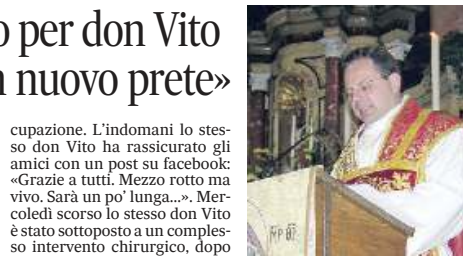 o per don Vito
n nuovo prete»
cupazione. L'indomani lo stes-
so don Vito ha rassicurato gli
amici con un post su facebook:
«Grazie a tutti. Mezzo rotto ma
vivo. Sarà un po' lunga...». Mer-
coledì scorso lo stesso don Vito
è stato sottoposto a un comples-
so intervento chirurgico, dopo